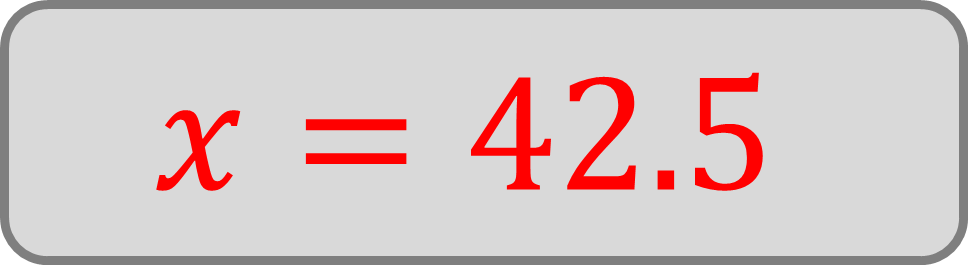 x = 42.5